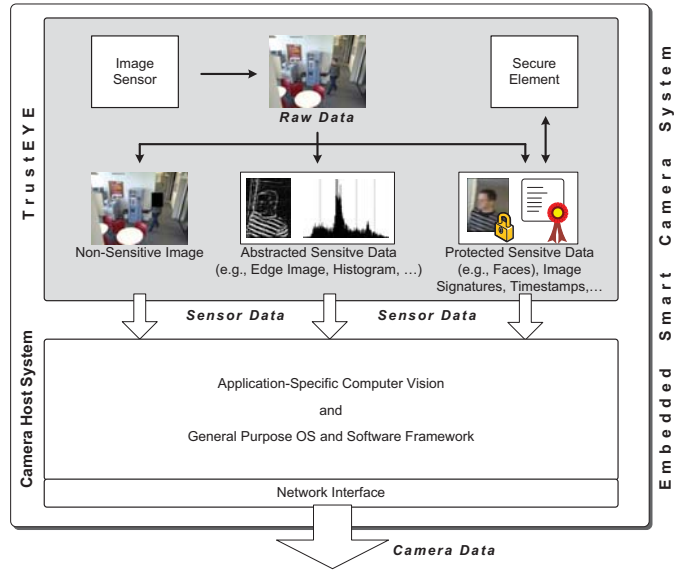 Image
Sensor
Secure
Element
Raw Data
TrustEYE
Non-Sensitive Image
Abstracted Sensitve Data
(e.g., Edge Image, Histogram, …)
Protected Sensitve Data
(e.g., Faces), Image
Signatures, Timestamps,…
Sensor Data
Sensor Data
Camera Host System
Application-Specific Computer Vision
and
General Purpose OS and Software Framework
Network Interface
Camera Data
Embedded Smart Camera System